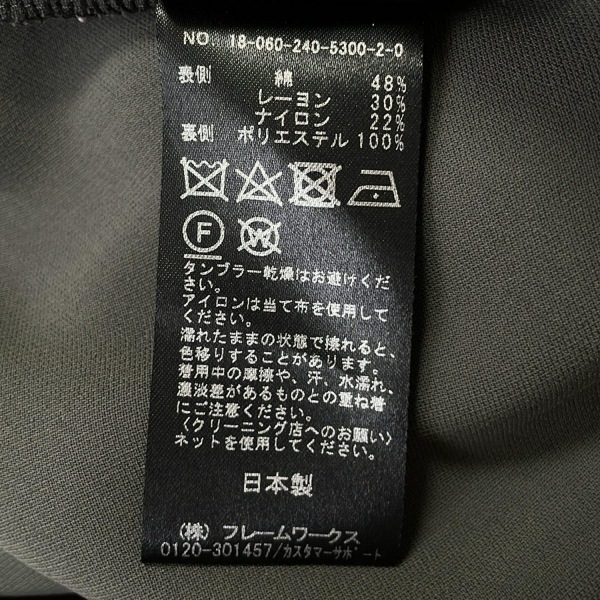 NO. 18-060-240-5300-2-0
表側 綿 48%
レーヨン 30%
ナイロン 22%
裏側 ポリエステル 100%
F W
タンブラー乾燥はお避けくだ
さい。
アイロンは当て布を使用して
ください。
濡れたままの状態で擦れると、
色移りすることがあります。
着用中の摩擦や、汗、水濡れ、
濃淡差があるものとの重ね着
にご注意ください。
〈クリーニング店へのお願い〉
ネットを使用してください。
日本製
(株) フレームワークス
0120-301457/カスタマーサポート